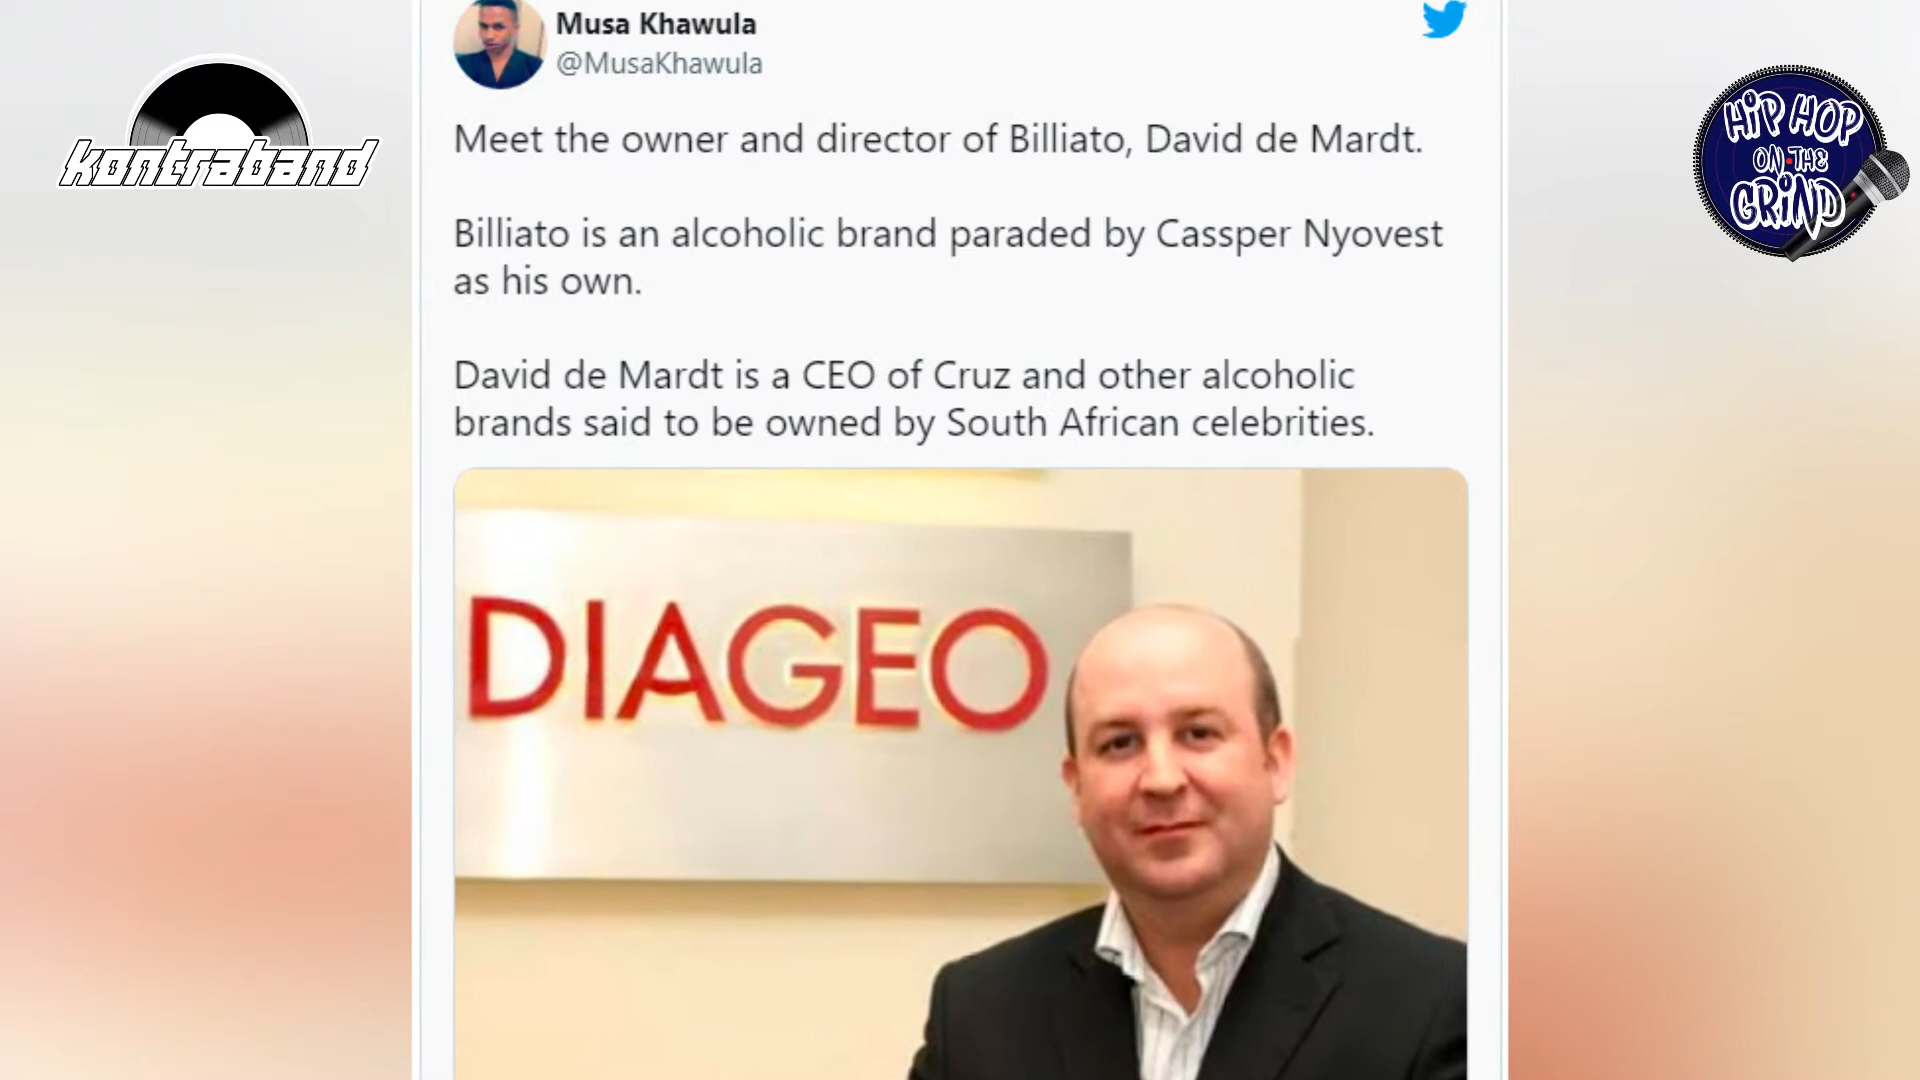 Musa Khawula
@MusaKhawula
kontraband
HIP HOP
ON THE
GRIND
Meet the owner and director of Billiato, David de Mardt.
Billiato is an alcoholic brand paraded by Cassper Nyovest
as his own.
David de Mardt is a CEO of Cruz and other alcoholic
brands said to be owned by South African celebrities.
DIAGEO